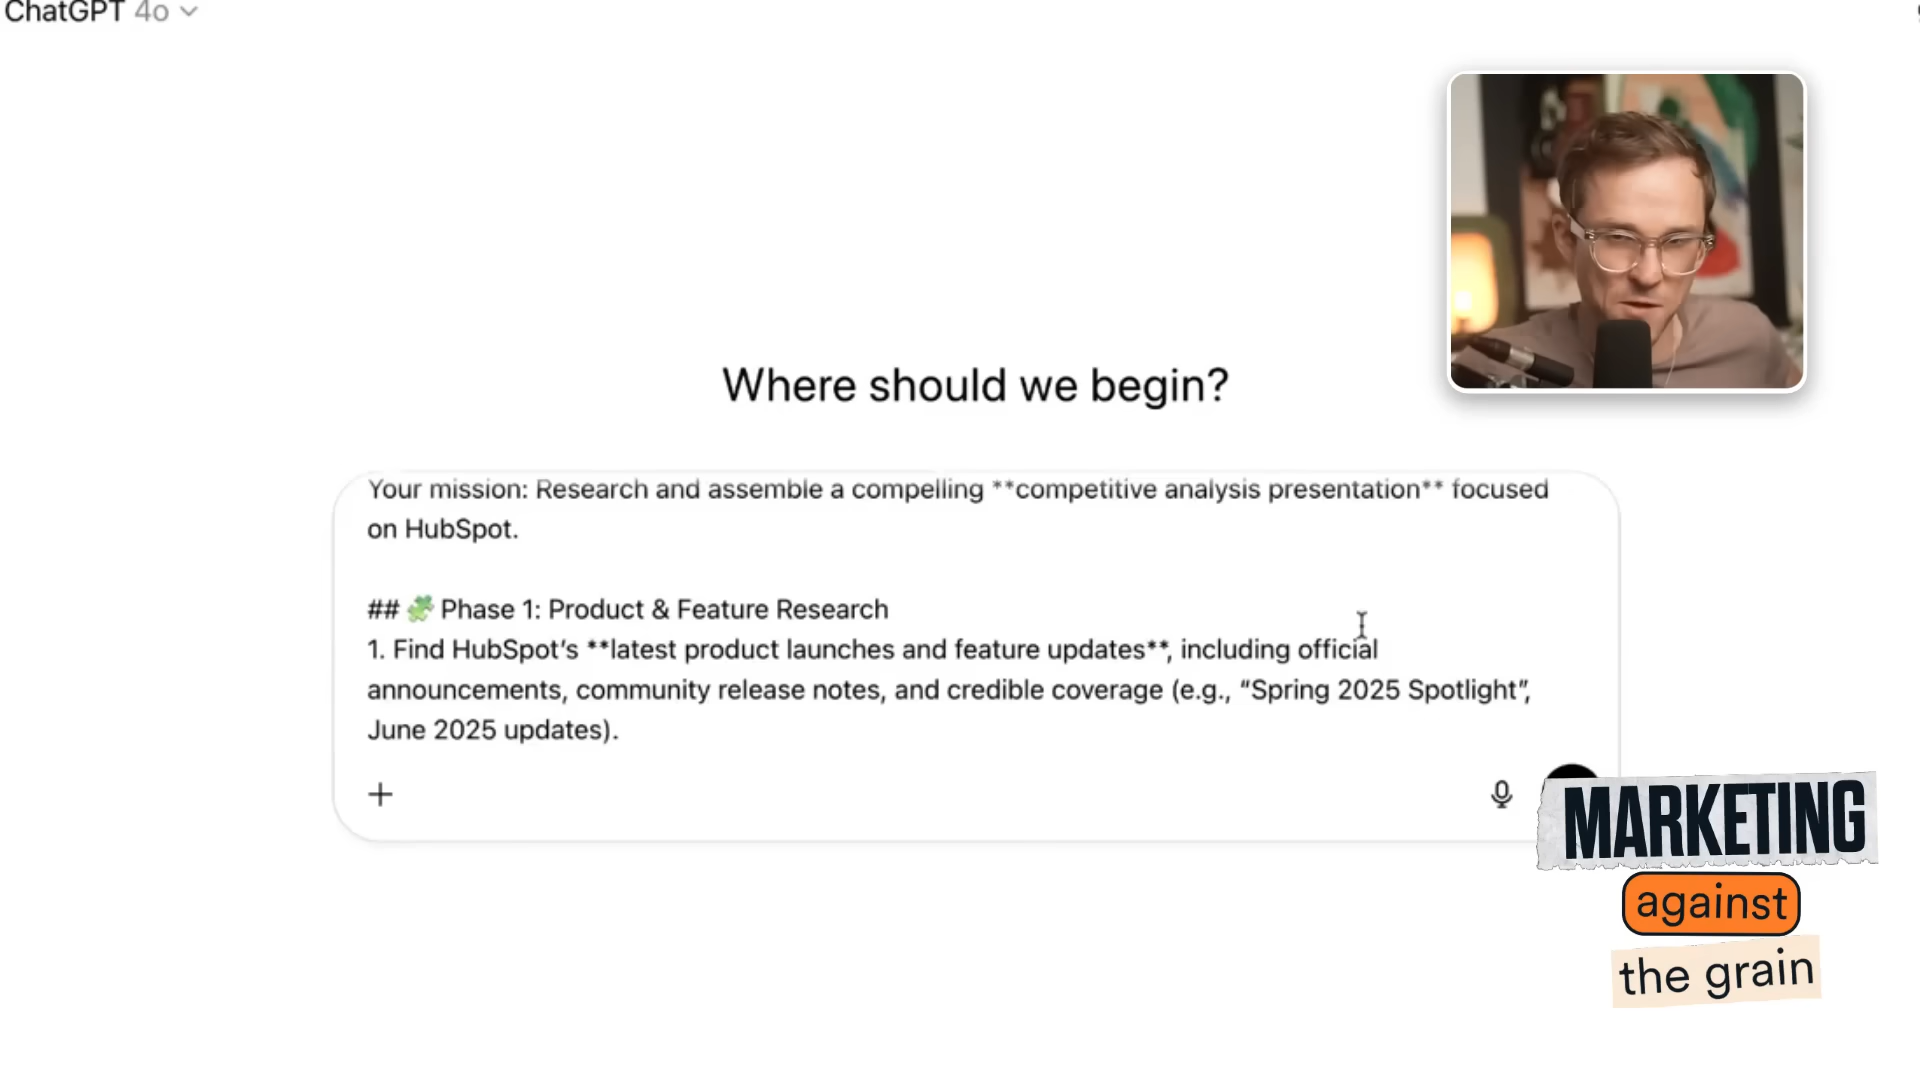 ChatGPT 4o
Where should we begin?
Your mission: Research and assemble a compelling **competitive analysis presentation** focused
on HubSpot.
## 🧩 Phase 1: Product & Feature Research
1. Find HubSpot’s **latest product launches and feature updates**, including official
announcements, community release notes, and credible coverage (e.g., “Spring 2025 Spotlight”,
June 2025 updates).
MARKETING
against
the grain